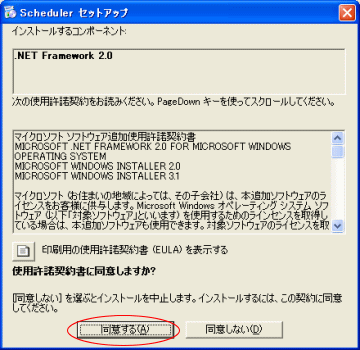 Scheduler セットアップ
インストールするコンポーネント:
.NET Framework 2.0
次の使用許諾契約をお読みください。PageDown キーを使ってスクロールしてください。
マイクロソフト ソフトウェア追加使用許諾契約書
MICROSOFT .NET FRAMEWORK 2.0 FOR MICROSOFT WINDOWS
OPERATING SYSTEM
MICROSOFT WINDOWS INSTALLER 2.0
MICROSOFT WINDOWS INSTALLER 3.1
マイクロソフト (お住まいの地域によっては、その子会社) は、本追加ソフトウェアのラ
イセンスをお客様に供与します。Microsoft Windows オペレーティング システム ソフ
トウェア (以下「対象ソフトウェア」といいます) を使用するためのライセンスを取得し
ている場合は、本追加ソフトウェアも使用できます。対象ソフトウェアのライセンスを取
印刷用の使用許諾契約書 (EULA) を表示する
使用許諾契約書に同意しますか?
[同意しない] を選ぶとインストールを中止します。インストールするには、この契約に同意
してください。
同意する(A) 同意しない(D)